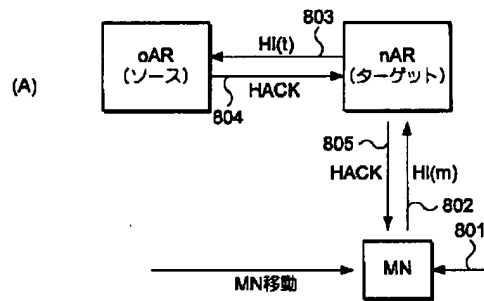 (A)
oAR
(ソース)
803
HI(t)
HACK
804
nAR
(ターゲット)
805
HACK
HI(m)
802
801
MN
MN移動